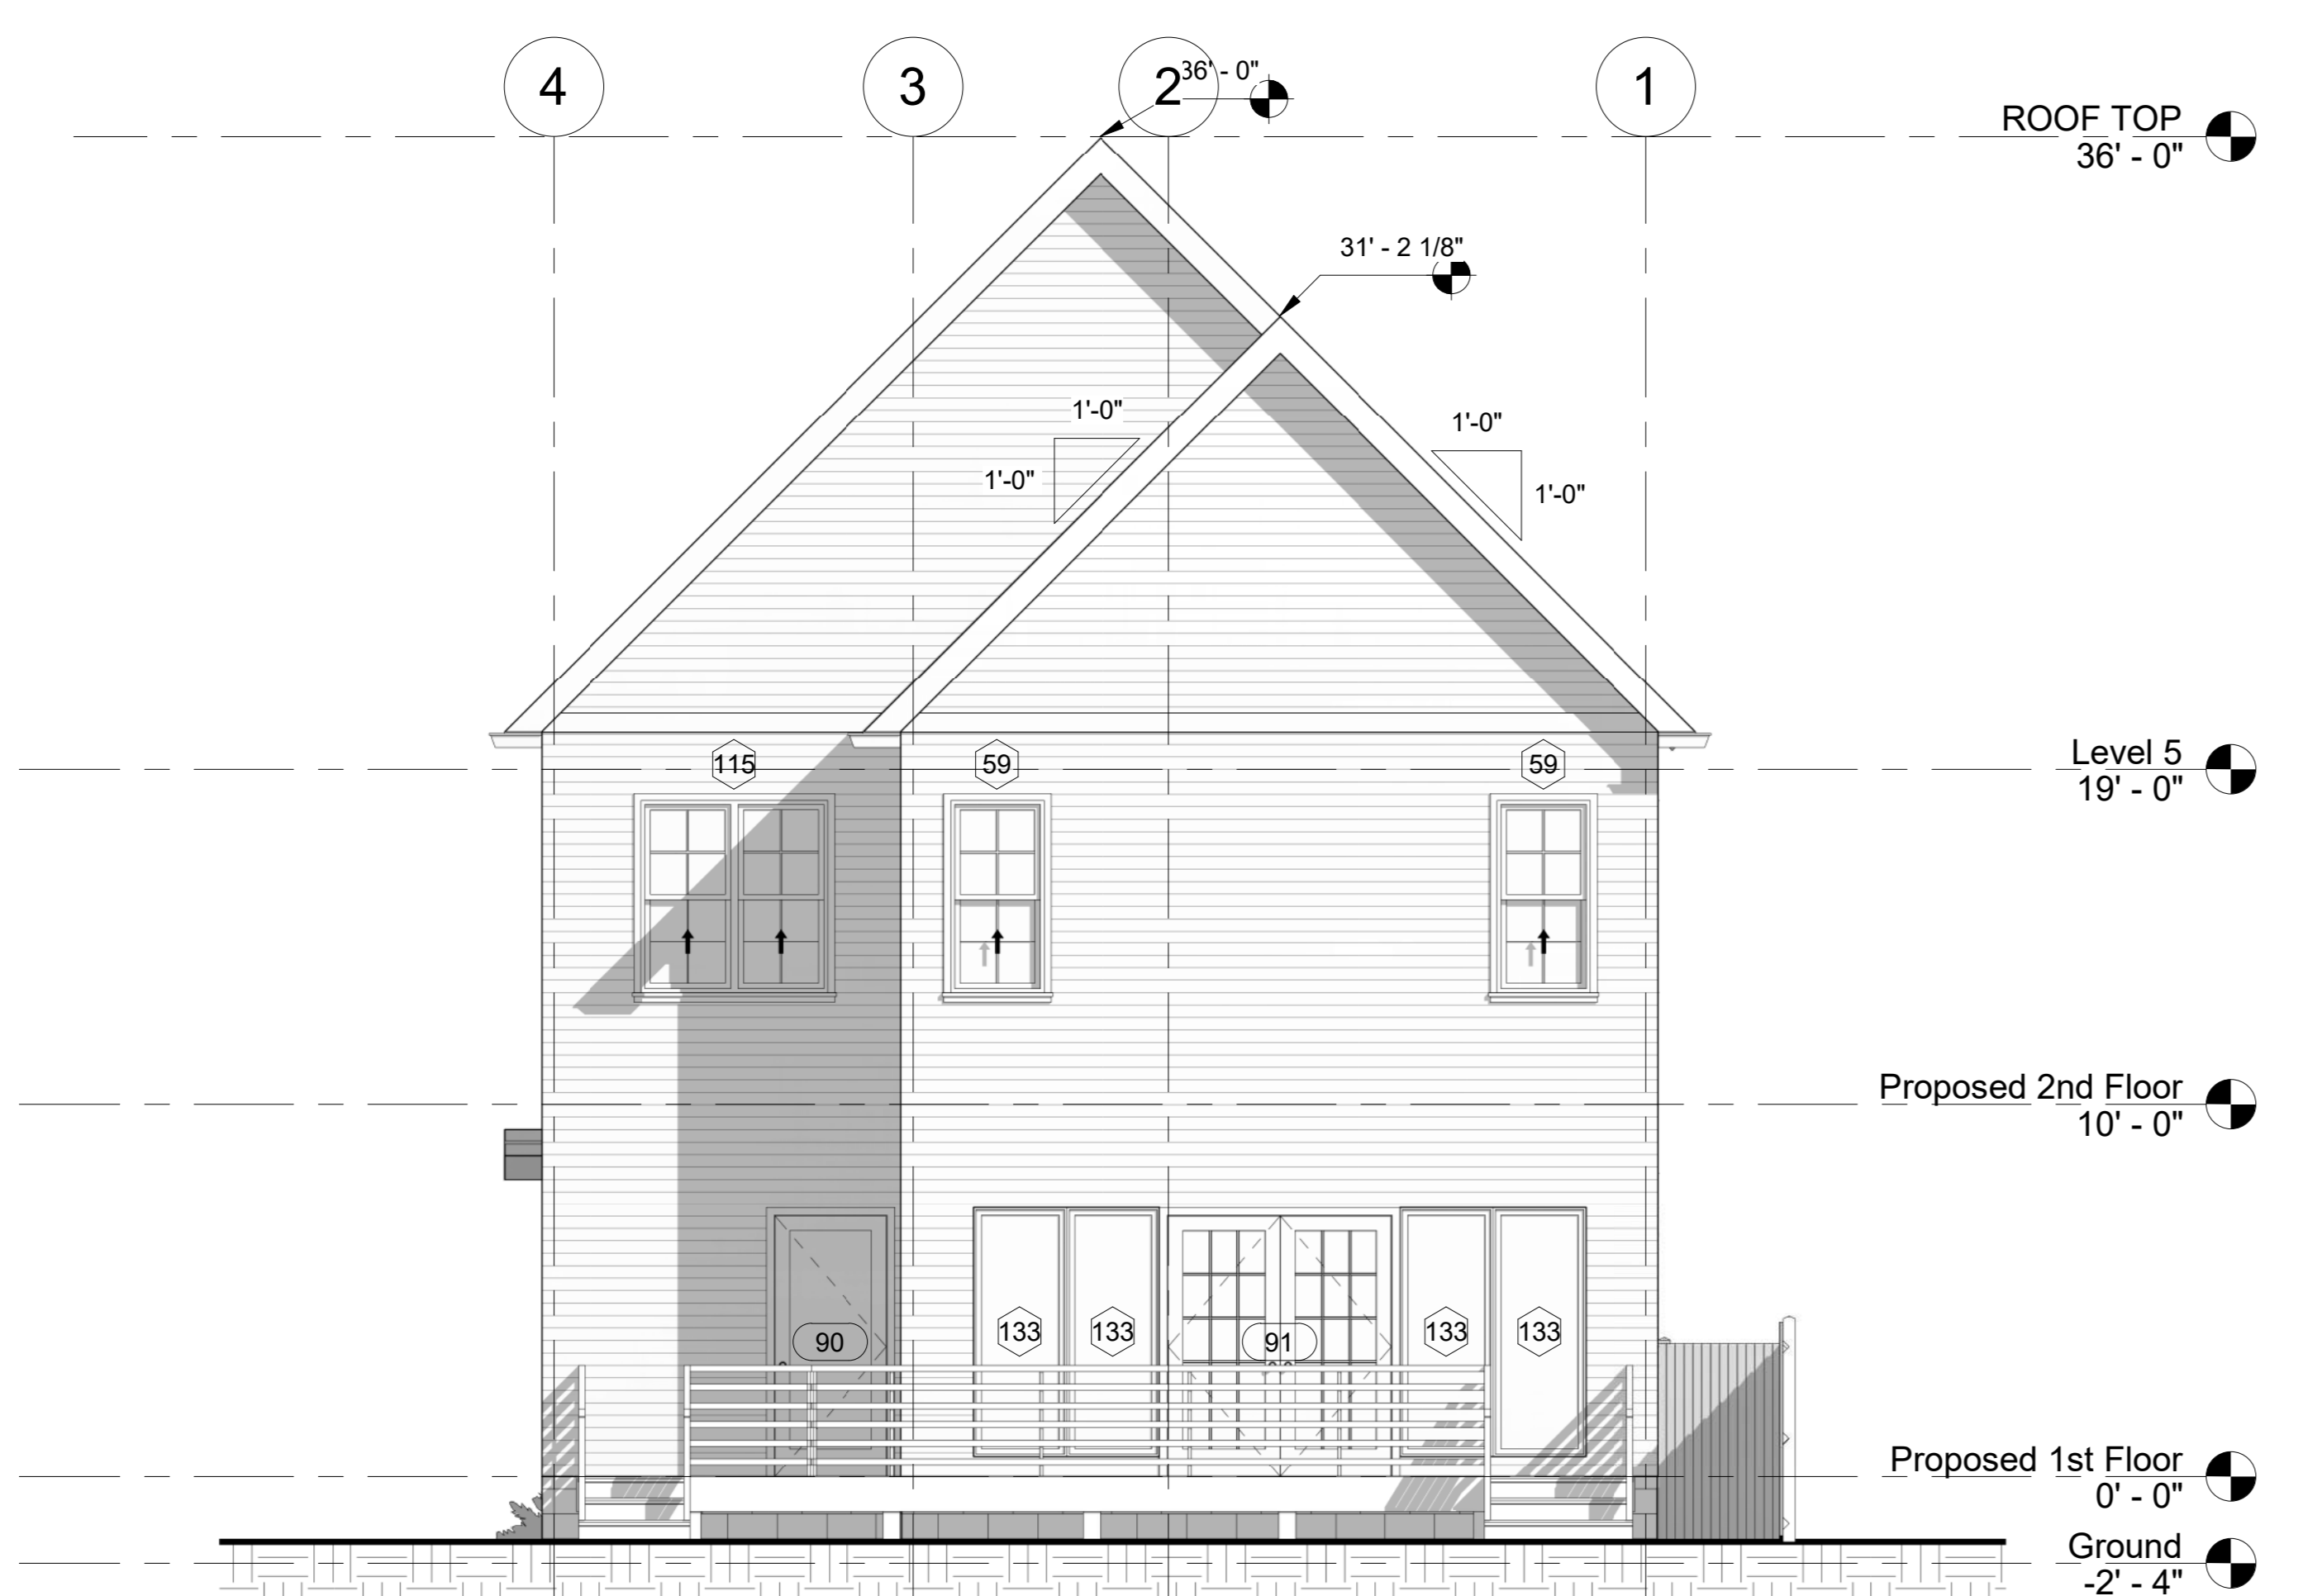 4
3
2
1
36' - 0"
ROOF TOP
36' - 0"
31' - 2 1/8"
1'-0"
1'-0"
1'-0"
1'-0"
Level 5
19' - 0"
115
59
59
Proposed 2nd Floor
10' - 0"
133
133
133
133
90
91
Proposed 1st Floor
0' - 0"
Ground
-2' - 4"